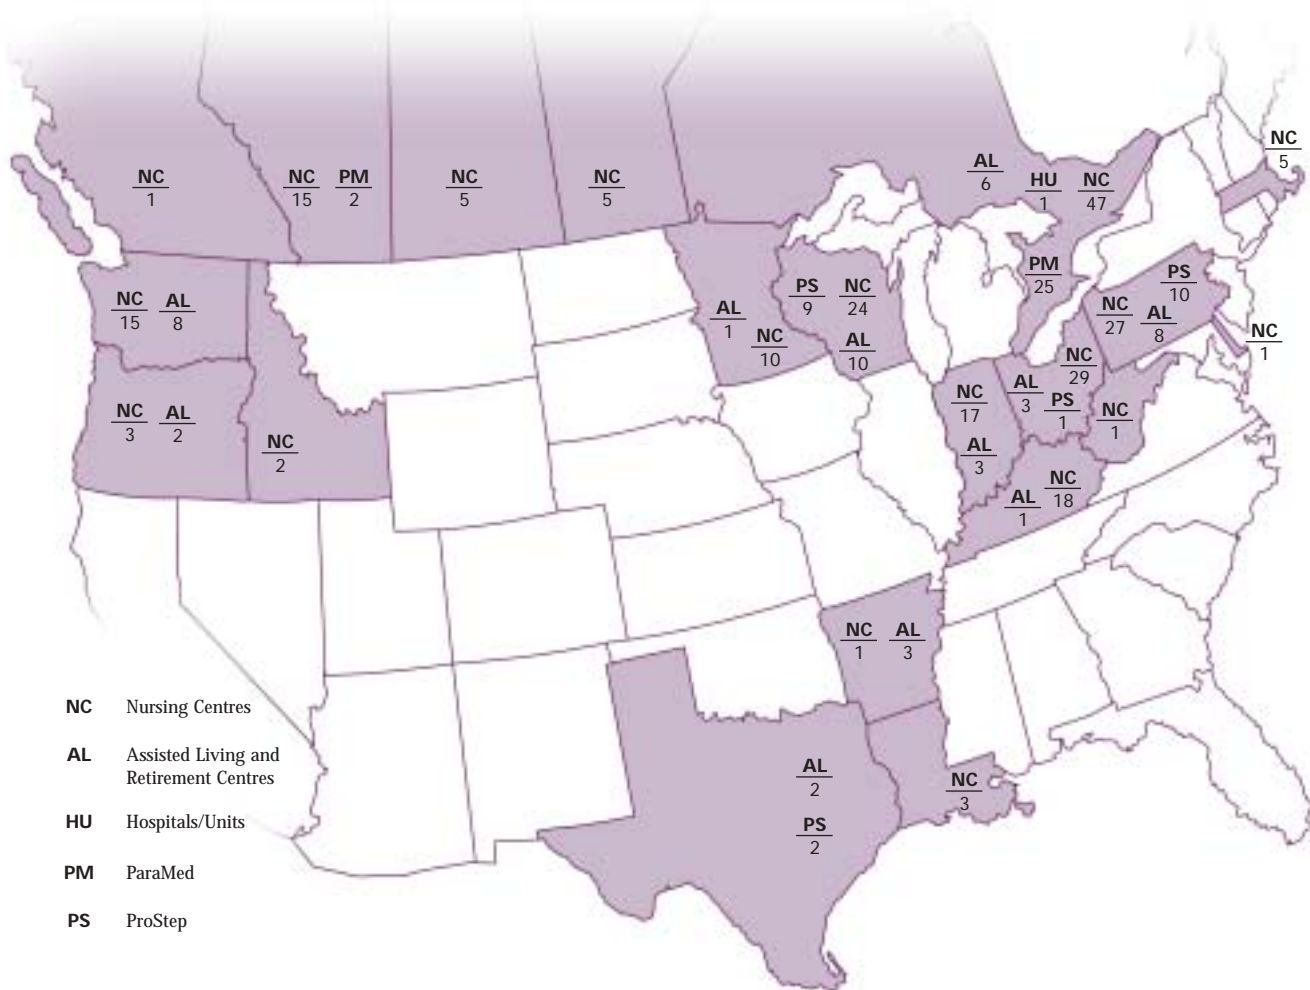 NC
5
AL
6
HU
1
NC
47
NC
1
NC
15
PM
2
NC
5
NC
5
PM
25
PS
10
NC
15
AL
8
PS
9
NC
24
NC
27
AL
8
AL
1
NC
10
AL
10
NC
1
NC
29
NC
17
AL
3
PS
1
NC
1
NC
3
AL
2
NC
2
AL
3
NC
18
AL
1
NC
1
AL
3
NC Nursing Centres
AL Assisted Living and
Retirement Centres
AL
2
NC
3
HU Hospitals/Units
PS
2
PM ParaMed
PS ProStep